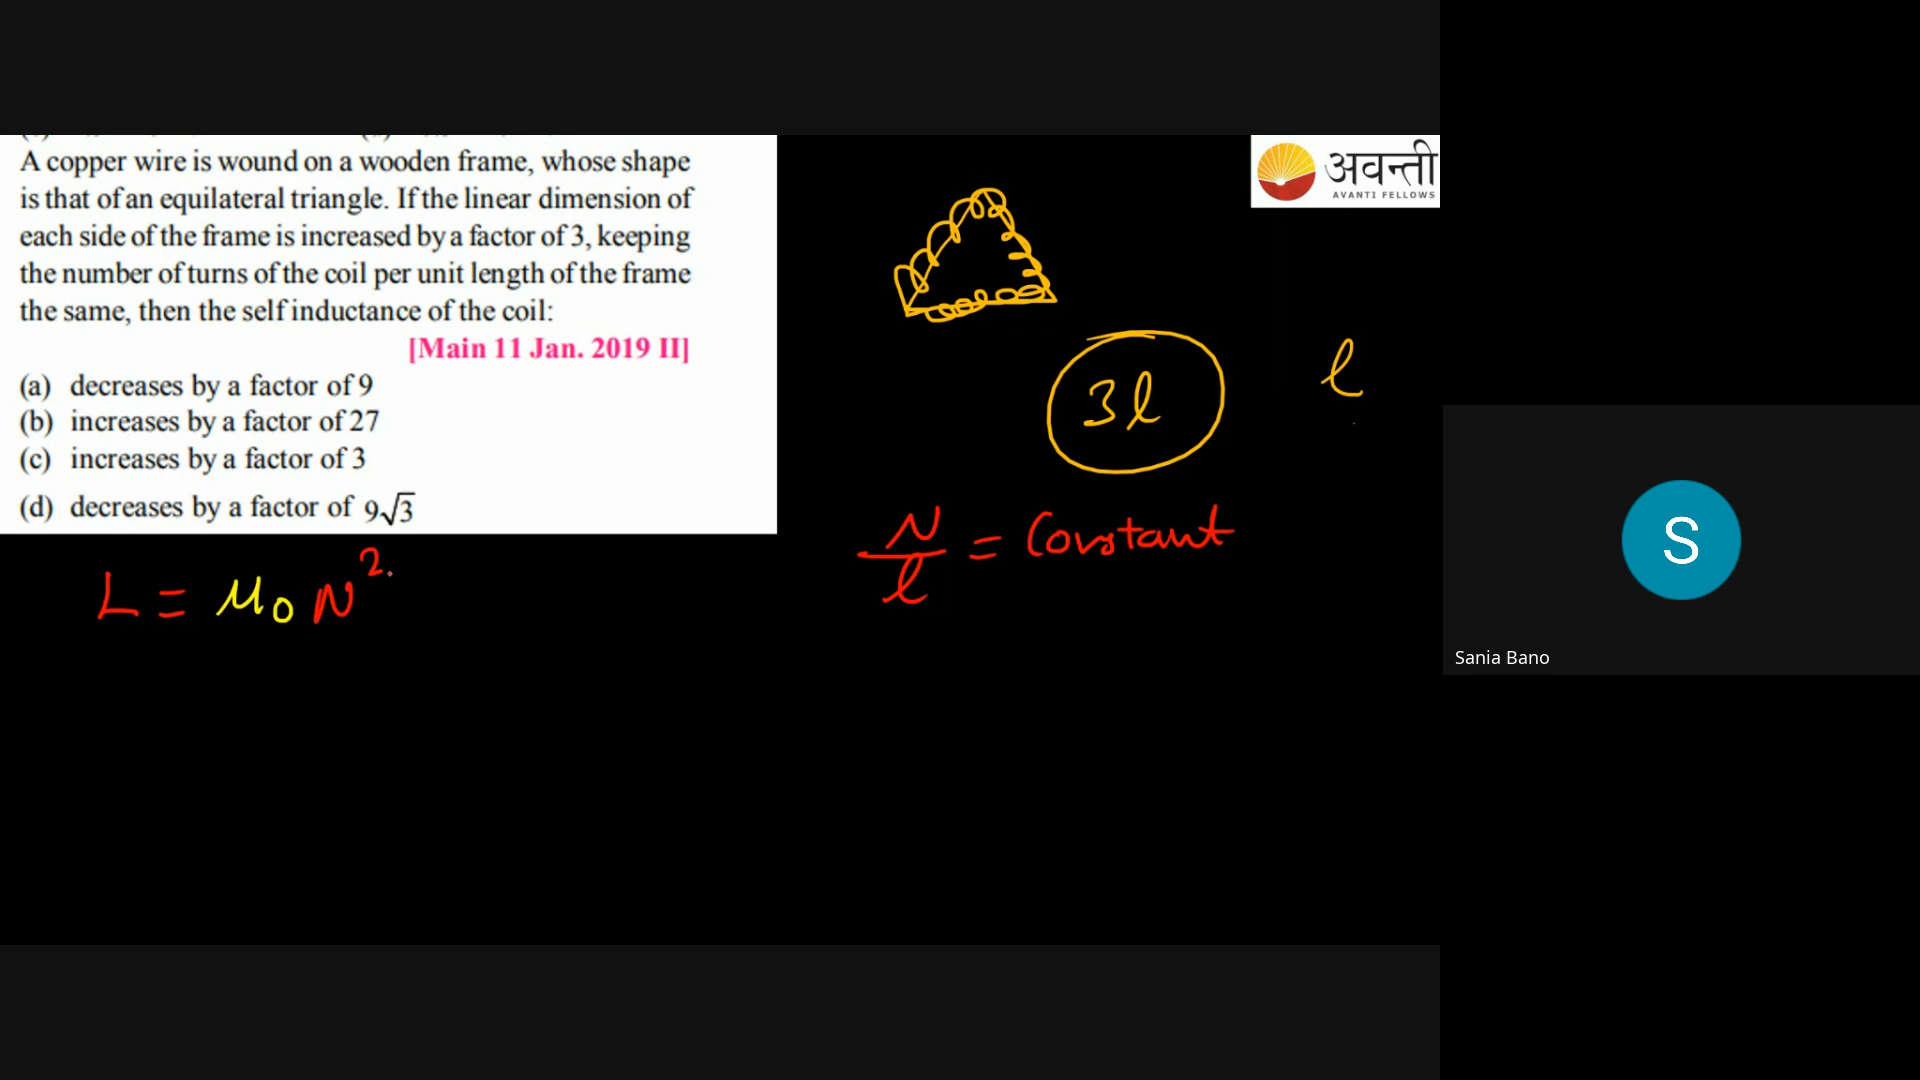 A copper wire is wound on a wooden frame, whose shape
is that of an equilateral triangle. If the linear dimension of
each side of the frame is increased by a factor of 3, keeping
the number of turns of the coil per unit length of the frame
the same, then the self inductance of the coil:
[Main 11 Jan. 2019 II]
(a) decreases by a factor of 9
(b) increases by a factor of 27
(c) increases by a factor of 3
(d) decreases by a factor of 9√3
अवन्ती
AVANTI FELLOWS
3l
l
N/l = Constant
L = μ₀ N².
S
Sania Bano